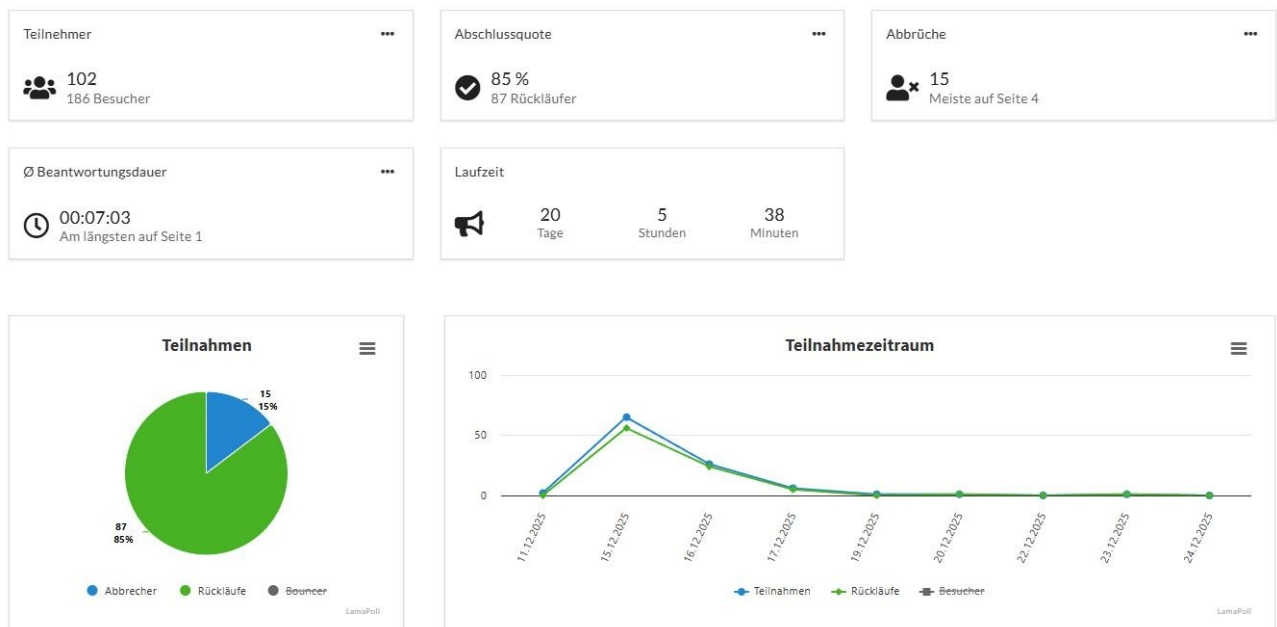 Teilnehmer
102
186 Besucher
Abschlussquote
85 %
87 Rückläufer
Abbrüche
15
Meiste auf Seite 4
Ø Beantwortungsdauer
00:07:03
Am längsten auf Seite 1
Laufzeit
20
Tage
5
Stunden
38
Minuten
Teilnahmen
15
15%
87
85%
Abbrecher Rückläufe Bouncer
LamaPoll
Teilnahmezeitraum
100
50
0
11.12.2025
15.12.2025
16.12.2025
17.12.2025
19.12.2025
20.12.2025
22.12.2025
23.12.2025
24.12.2025
Teilnahmen Rückläufe Besucher
LamaPoll